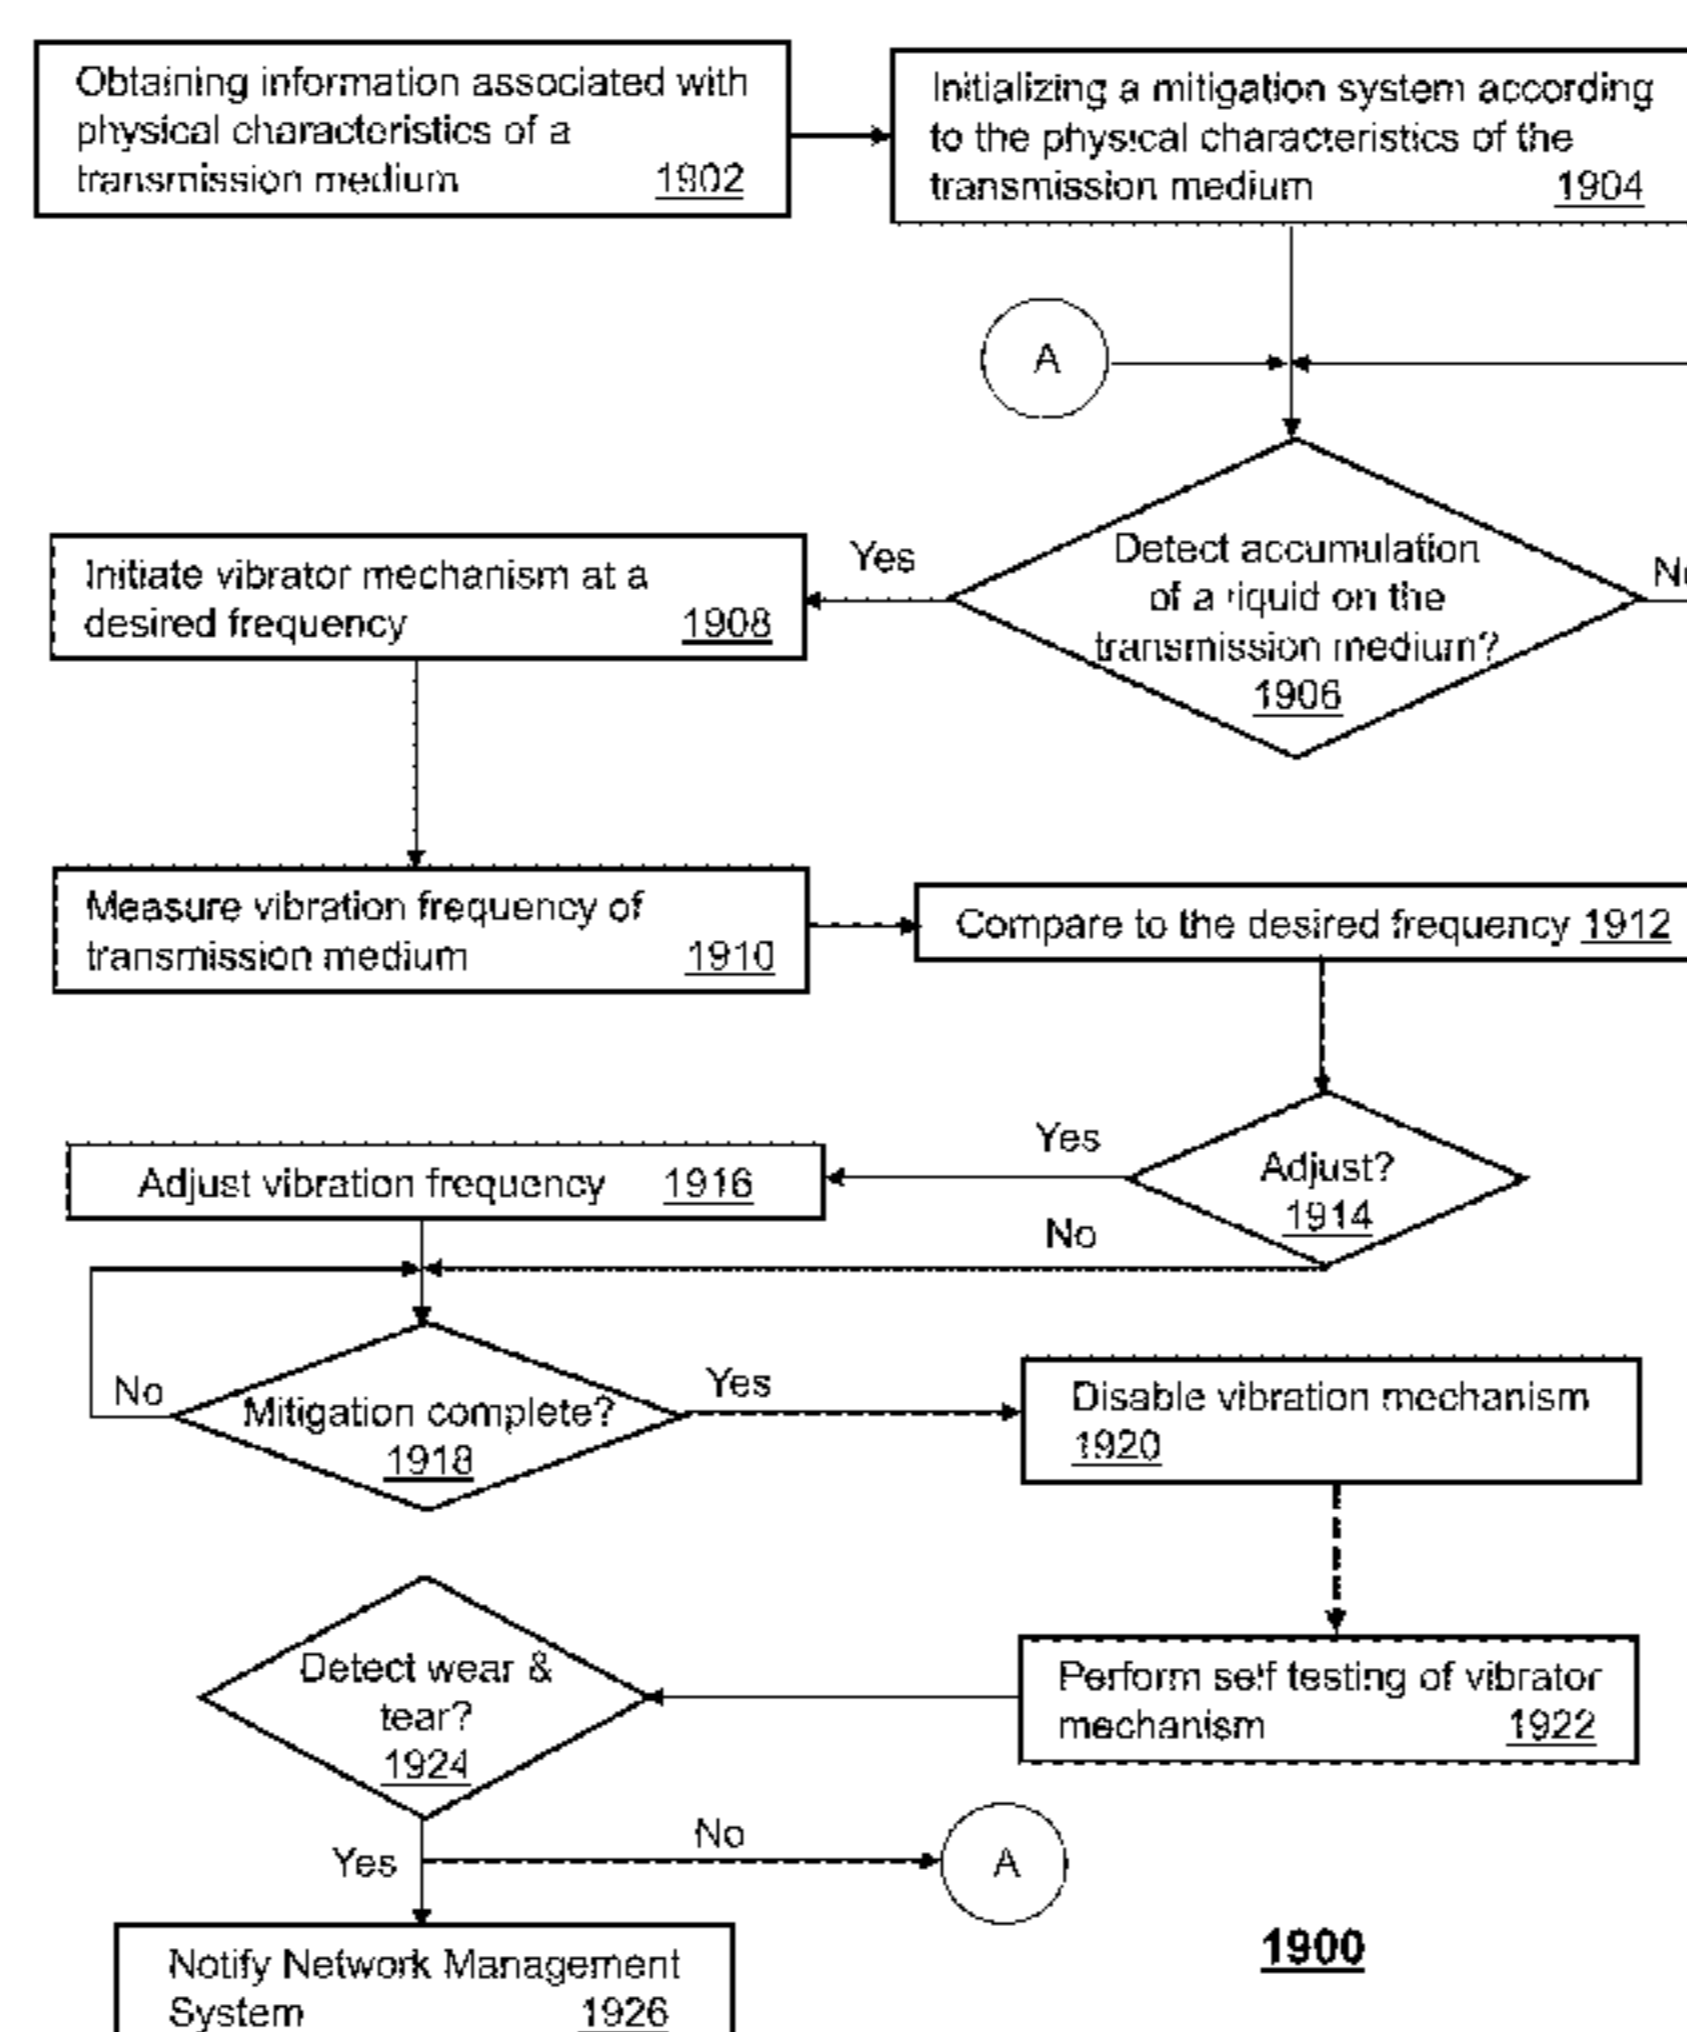 Obtaining information associated with
physical characteristics of a
transmission medium 1902
Initializing a mitigation system according
to the physical characteristics of the
transmission medium 1904
A
Detect accumulation
of a liquid on the
transmission medium?
1906
Yes
Initiate vibrator mechanism at a
desired frequency 1908
Measure vibration frequency of
transmission medium 1910
Compare to the desired frequency 1912
Adjust?
1914
Yes
Adjust vibration frequency 1916
No
Mitigation complete?
1918
No
Yes
Disable vibration mechanism
1920
Perform self testing of vibrator
mechanism 1922
Detect wear &
tear?
1924
No
A
Yes
Notify Network Management
System 1926
1900